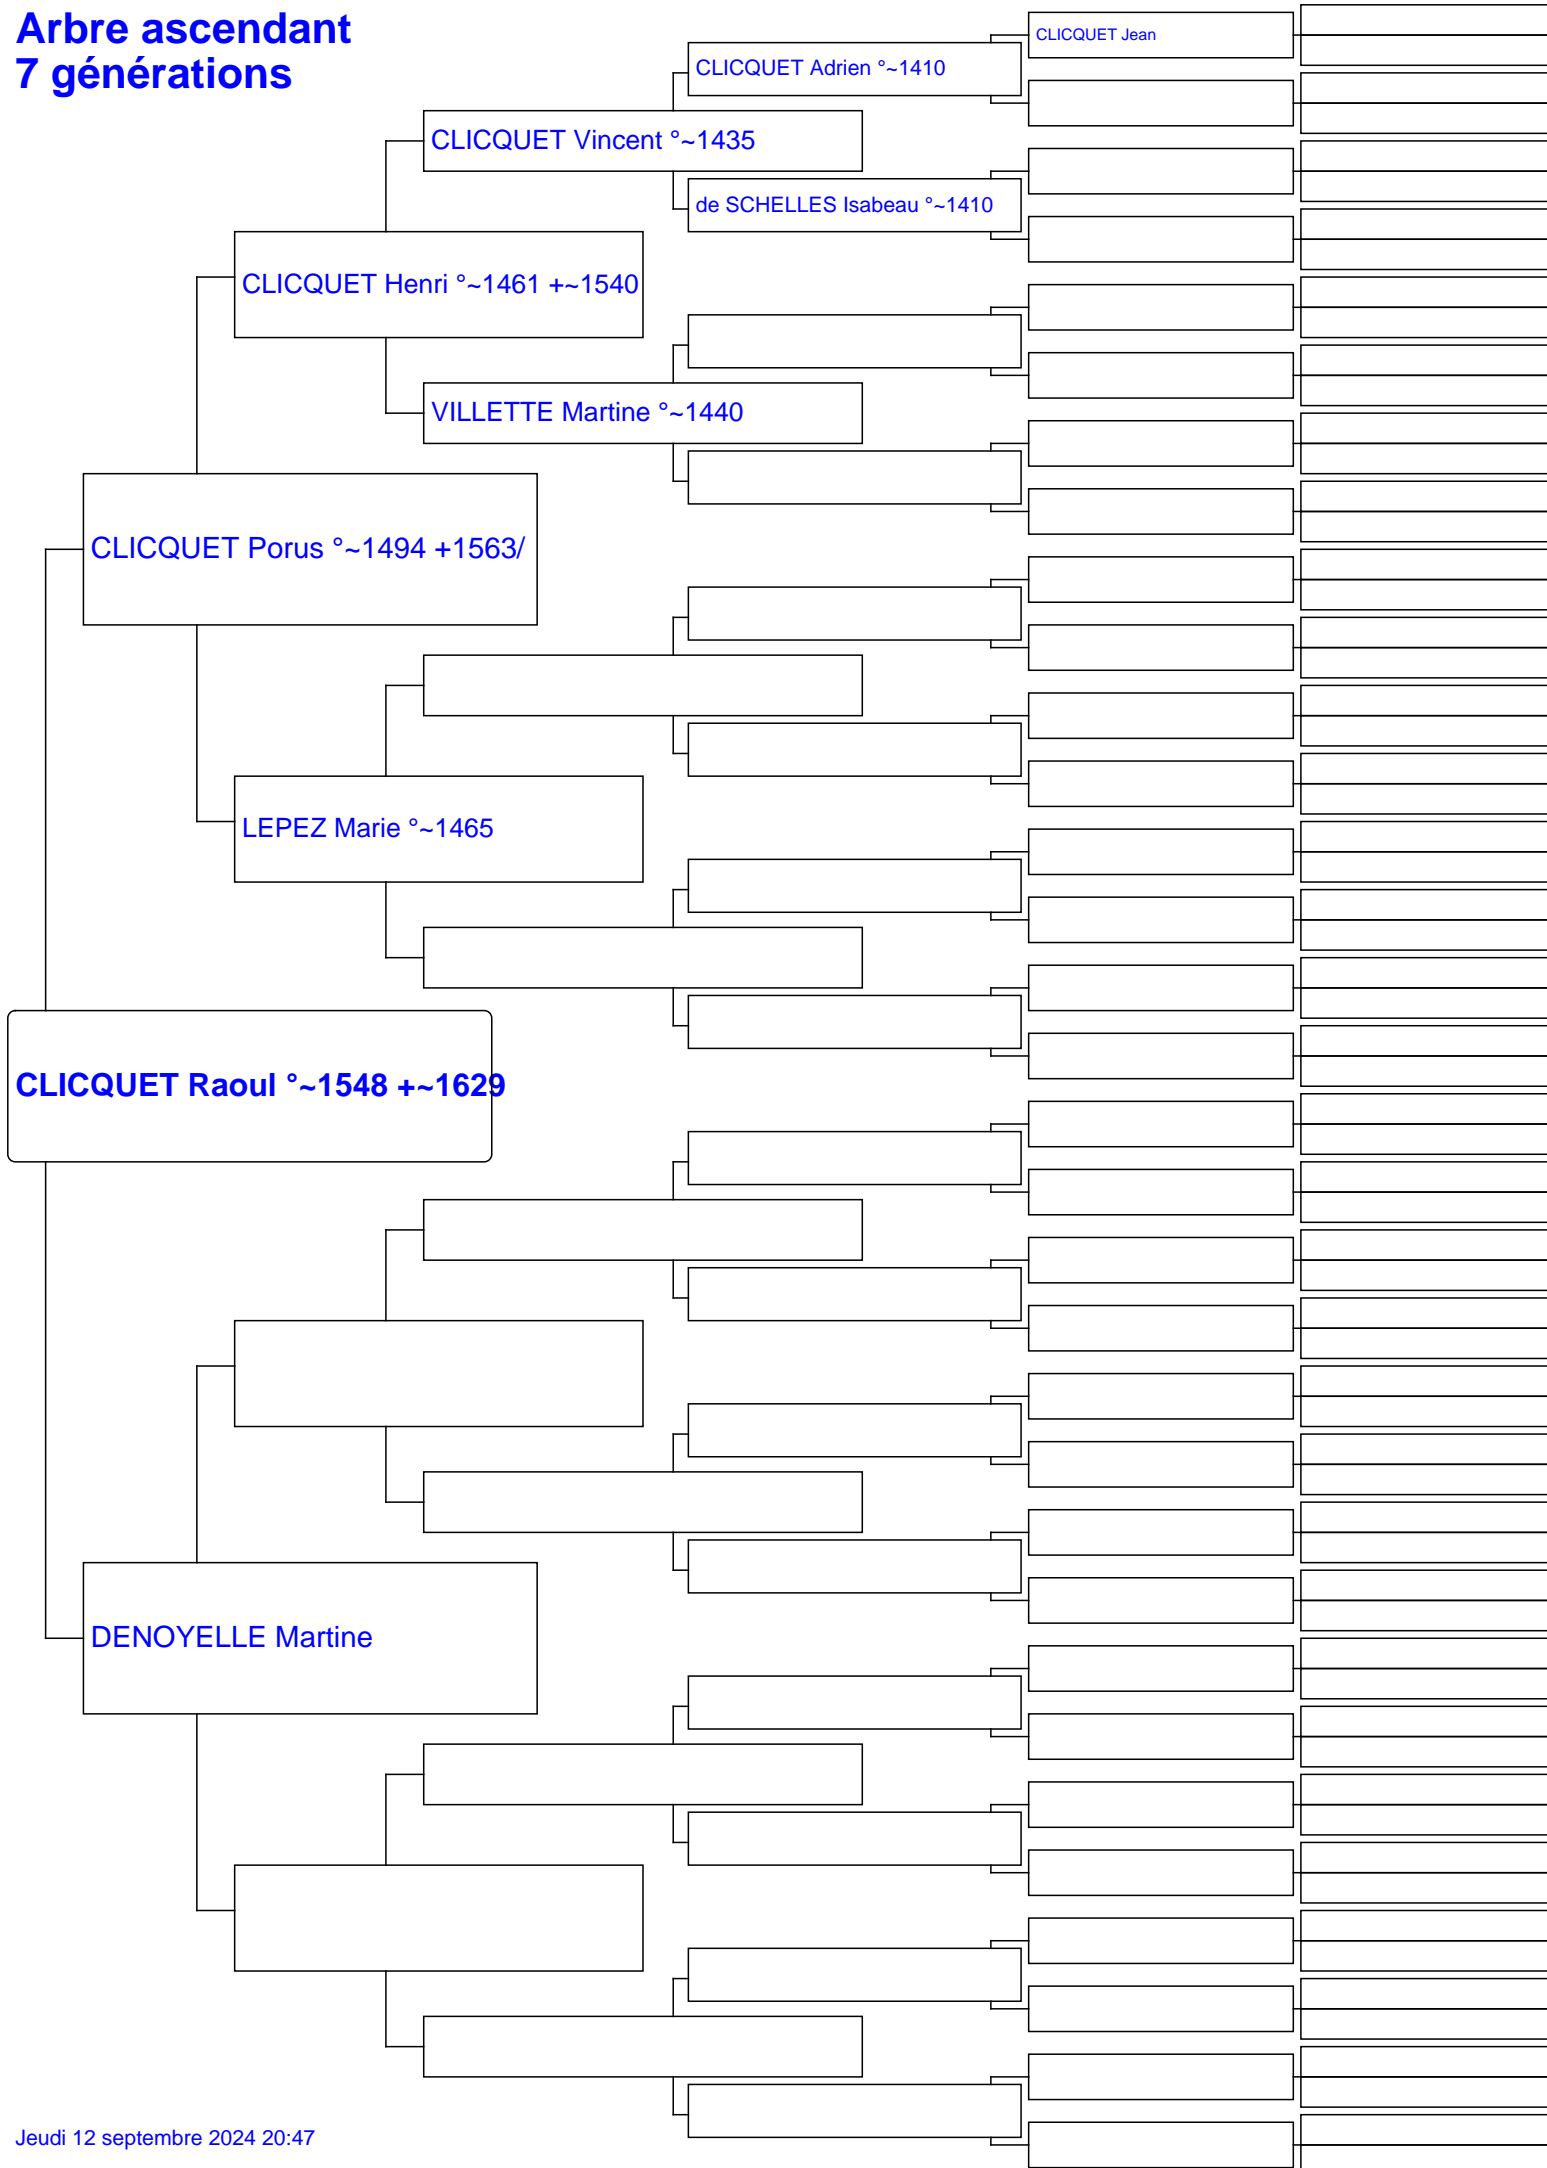 Arbre ascendant
7 générations
CLICQUET Jean
CLICQUET Adrien °~1410
CLICQUET Vincent °~1435
de SCHELLES Isabeau °~1410
CLICQUET Henri °~1461 +~1540
VILLETTE Martine °~1440
CLICQUET Porus °~1494 +1563/
LEPEZ Marie °~1465
CLICQUET Raoul °~1548 +~1629
DENOYELLE Martine
Jeudi 12 septembre 2024 20:47